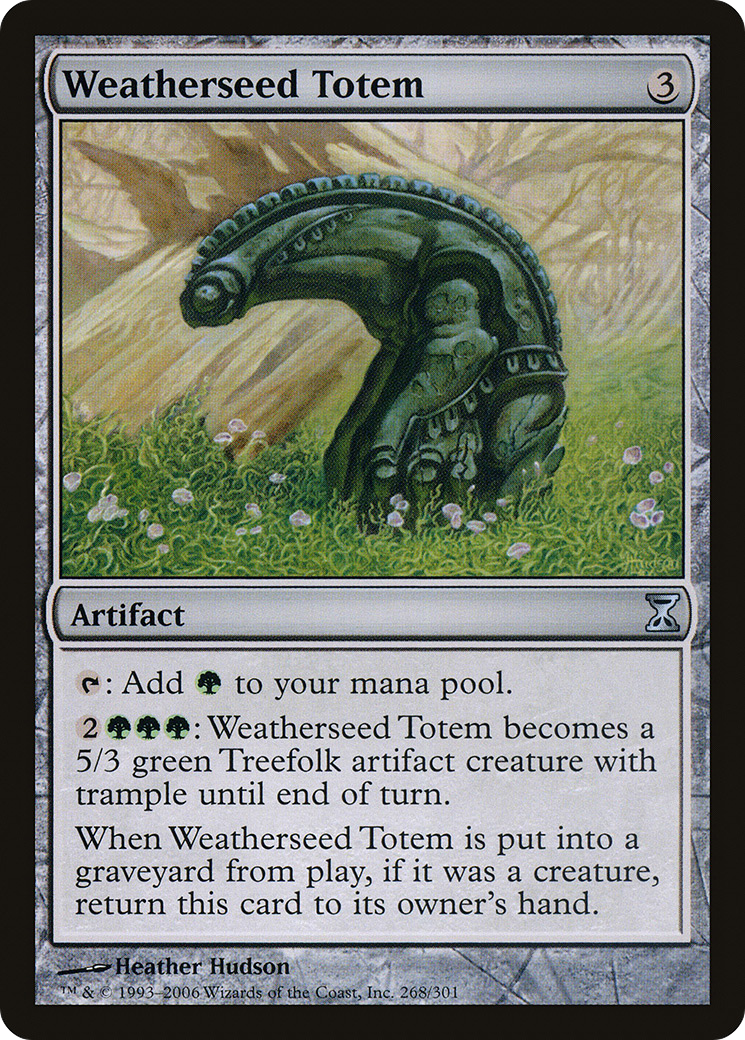 Weatherseed Totem 3
Hudson
Artifact
: Add to your mana pool.
2 : Weatherseed Totem becomes a
5/3 green Treefolk artifact creature with
trample until end of turn.
When Weatherseed Totem is put into a
graveyard from play, if it was a creature,
return this card to its owner's hand.
Heather Hudson
™ & © 1993–2006 Wizards of the Coast, Inc. 268/301